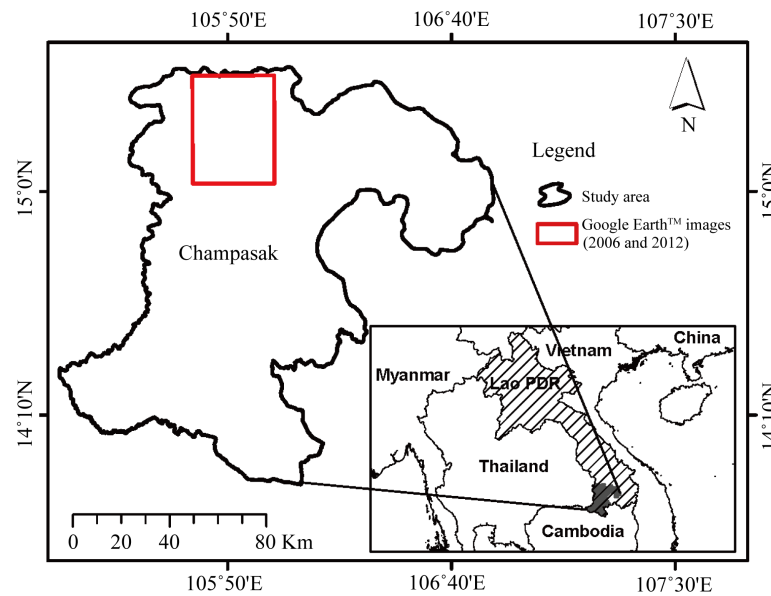 105°50'E 106°40'E 107°30'E
N
15°0'N
15°0'N
Legend
Study area
Google Earth™ images
(2006 and 2012)
Champasak
China
Vietnam
Myanmar
Lao PDR
14°10'N
14°10'N
Thailand
Cambodia
0 20 40 80 Km
105°50'E 106°40'E 107°30'E